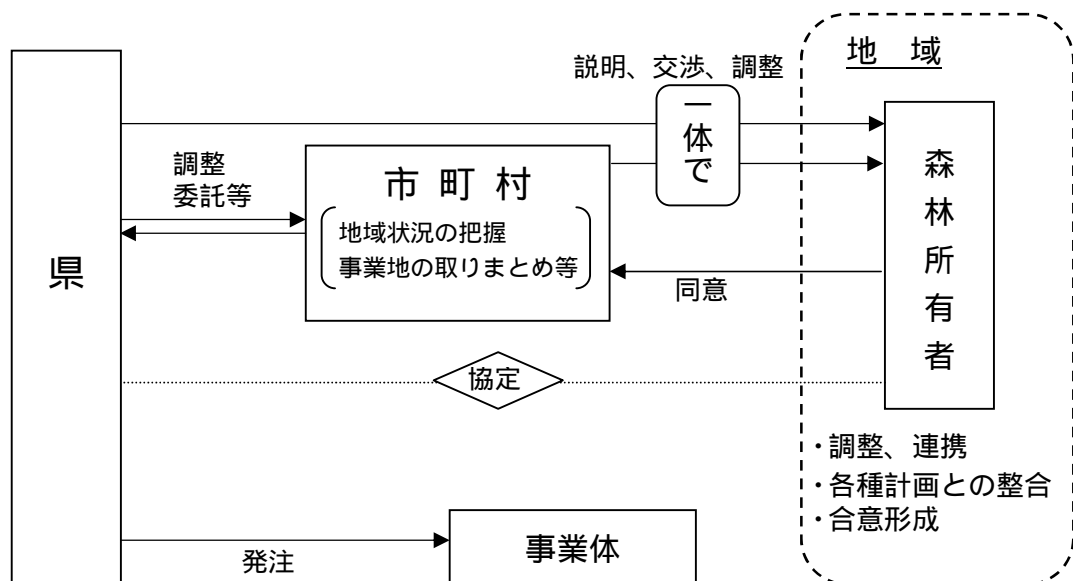 地　域
説明、交渉、調整
一体で
調整
委託等
市 町 村
地域状況の把握
事業地の取りまとめ等
県
森林所有者
同意
協定
・調整、連携
・各種計画との整合
・合意形成
発注
事業体